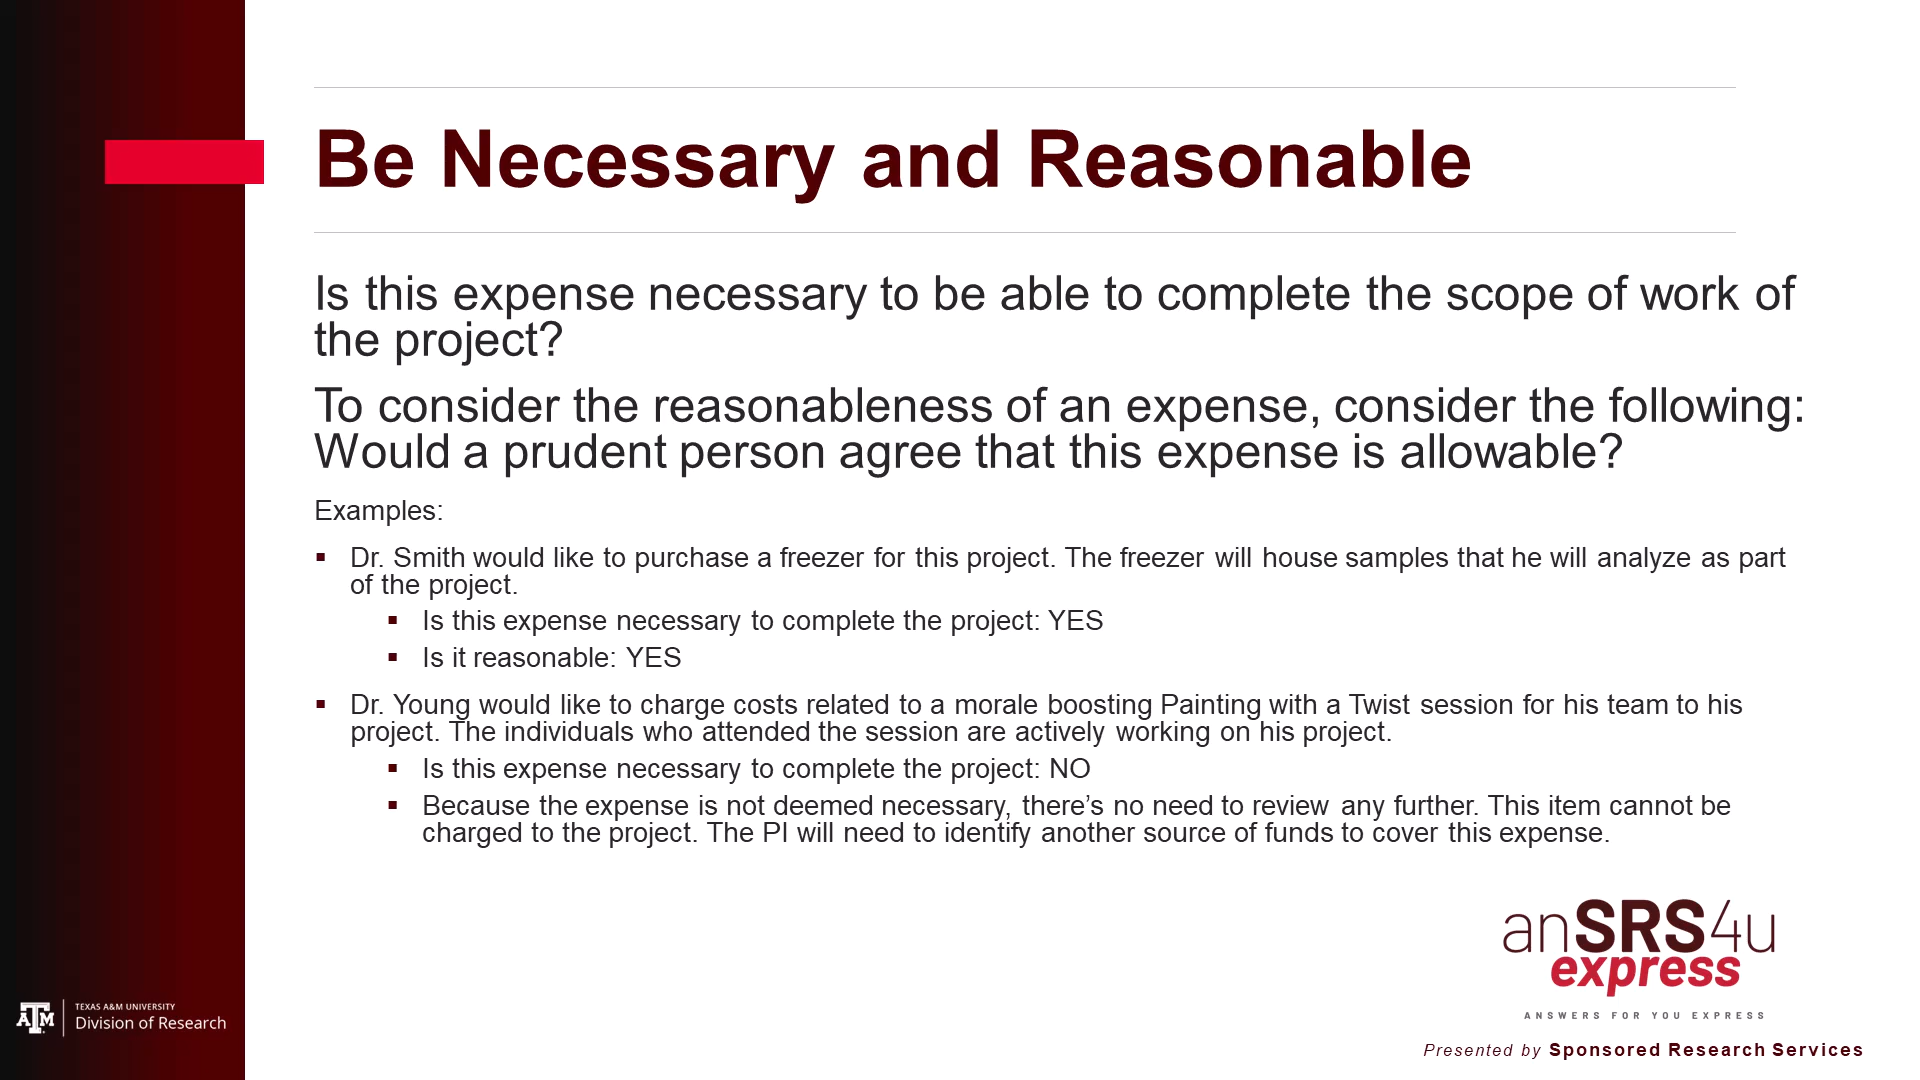 Be Necessary and Reasonable
Is this expense necessary to be able to complete the scope of work of
the project?
To consider the reasonableness of an expense, consider the following:
Would a prudent person agree that this expense is allowable?
Examples:
▪ Dr. Smith would like to purchase a freezer for this project. The freezer will house samples that he will analyze as part
of the project.
▪ Is this expense necessary to complete the project: YES
▪ Is it reasonable: YES
▪ Dr. Young would like to charge costs related to a morale boosting Painting with a Twist session for his team to his
project. The individuals who attended the session are actively working on his project.
▪ Is this expense necessary to complete the project: NO
▪ Because the expense is not deemed necessary, there’s no need to review any further. This item cannot be
charged to the project. The PI will need to identify another source of funds to cover this expense.
anSRS4u
express
ANSWERS FOR YOU EXPRESS
Presented by Sponsored Research Services
ATM
TEXAS A&M UNIVERSITY
Division of Research